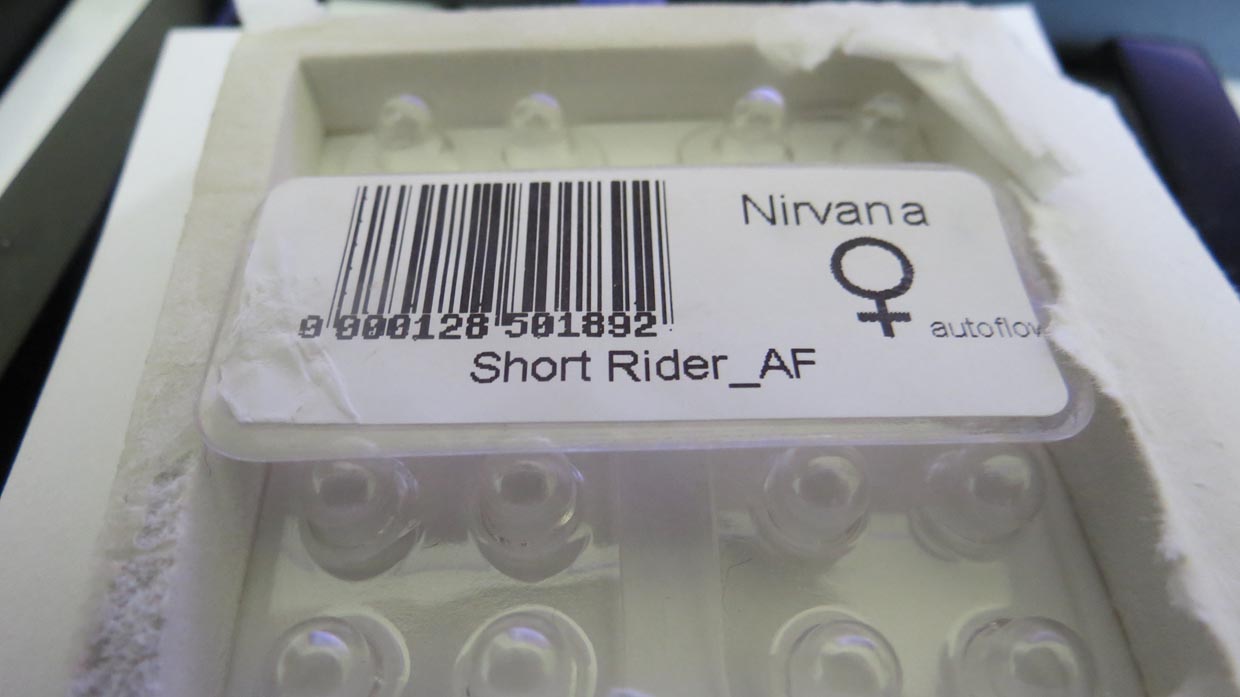 Nirvana
♀
autoflow
0 000128 501892
Short Rider_AF